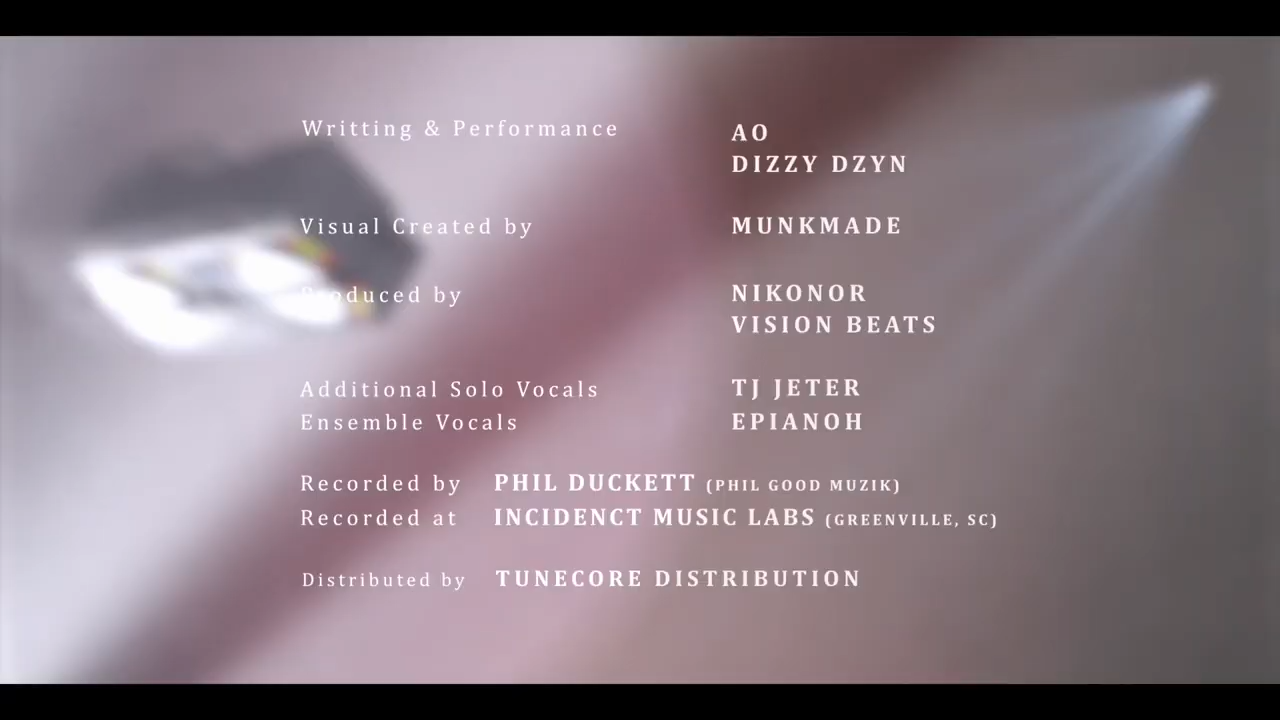 Writting & Performance AO
DIZZY DZYN
Visual Created by MUNKMADE
Produced by NIKONOR
VISION BEATS
Additional Solo Vocals TJ JETER
Ensemble Vocals EPIANOH
Recorded by PHIL DUCKETT (PHIL GOOD MUZIK)
Recorded at INCIDENCT MUSIC LABS (GREENVILLE, SC)
Distributed by TUNECORE DISTRIBUTION